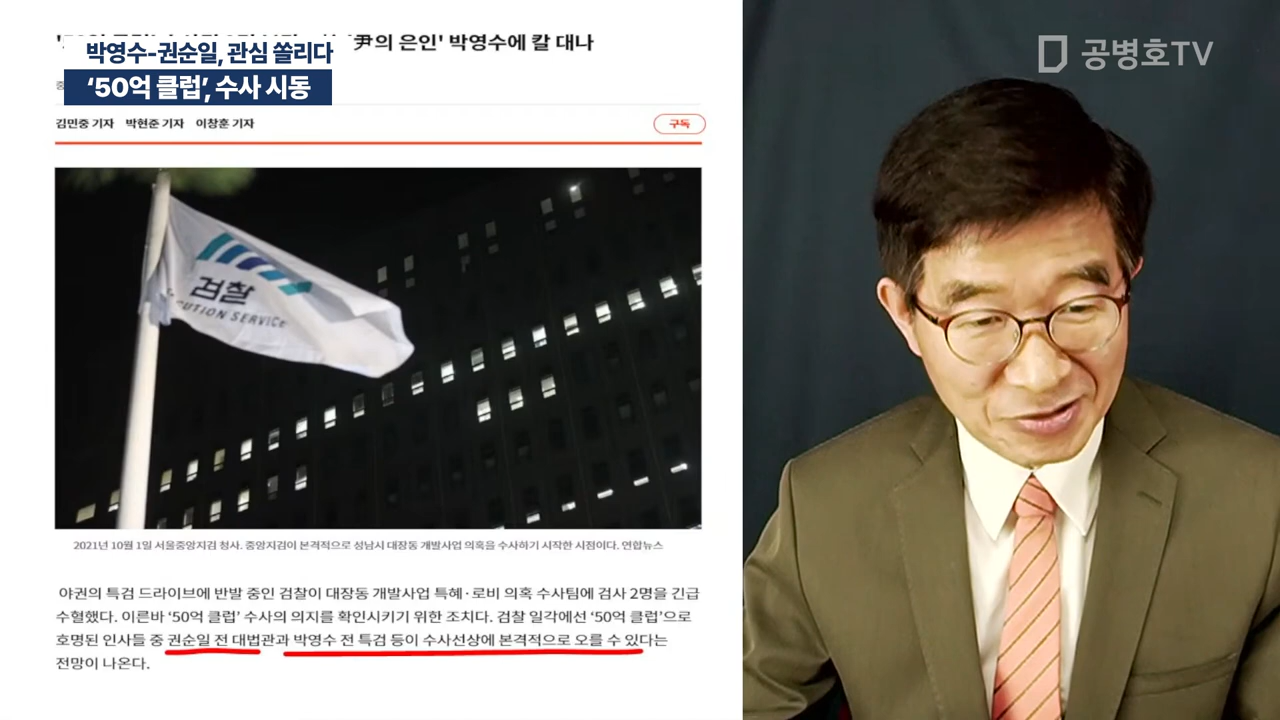 尹의 은인' 박영수에 칼 대나
박영수-권순일, 관심 쏠리다
‘50억 클럽’, 수사 시동
공병호TV
김민중 기자 박현준 기자 이창훈 기자
구독
검찰
CUTION SERVICE
2021년 10월 1일 서울중앙지검 청사. 중앙지검이 본격적으로 성남시 대장동 개발사업 의혹을 수사하기 시작한 시점이다. 연합뉴스
야권의 특검 드라이브에 반발 중인 검찰이 대장동 개발사업 특혜·로비 의혹 수사팀에 검사 2명을 긴급
수혈했다. 이른바 ‘50억 클럽’ 수사의 의지를 확인시키기 위한 조치다. 검찰 일각에선 ‘50억 클럽’으로
호명된 인사들 중 권순일 전 대법관과 박영수 전 특검 등이 수사선상에 본격적으로 오를 수 있다는
전망이 나온다.